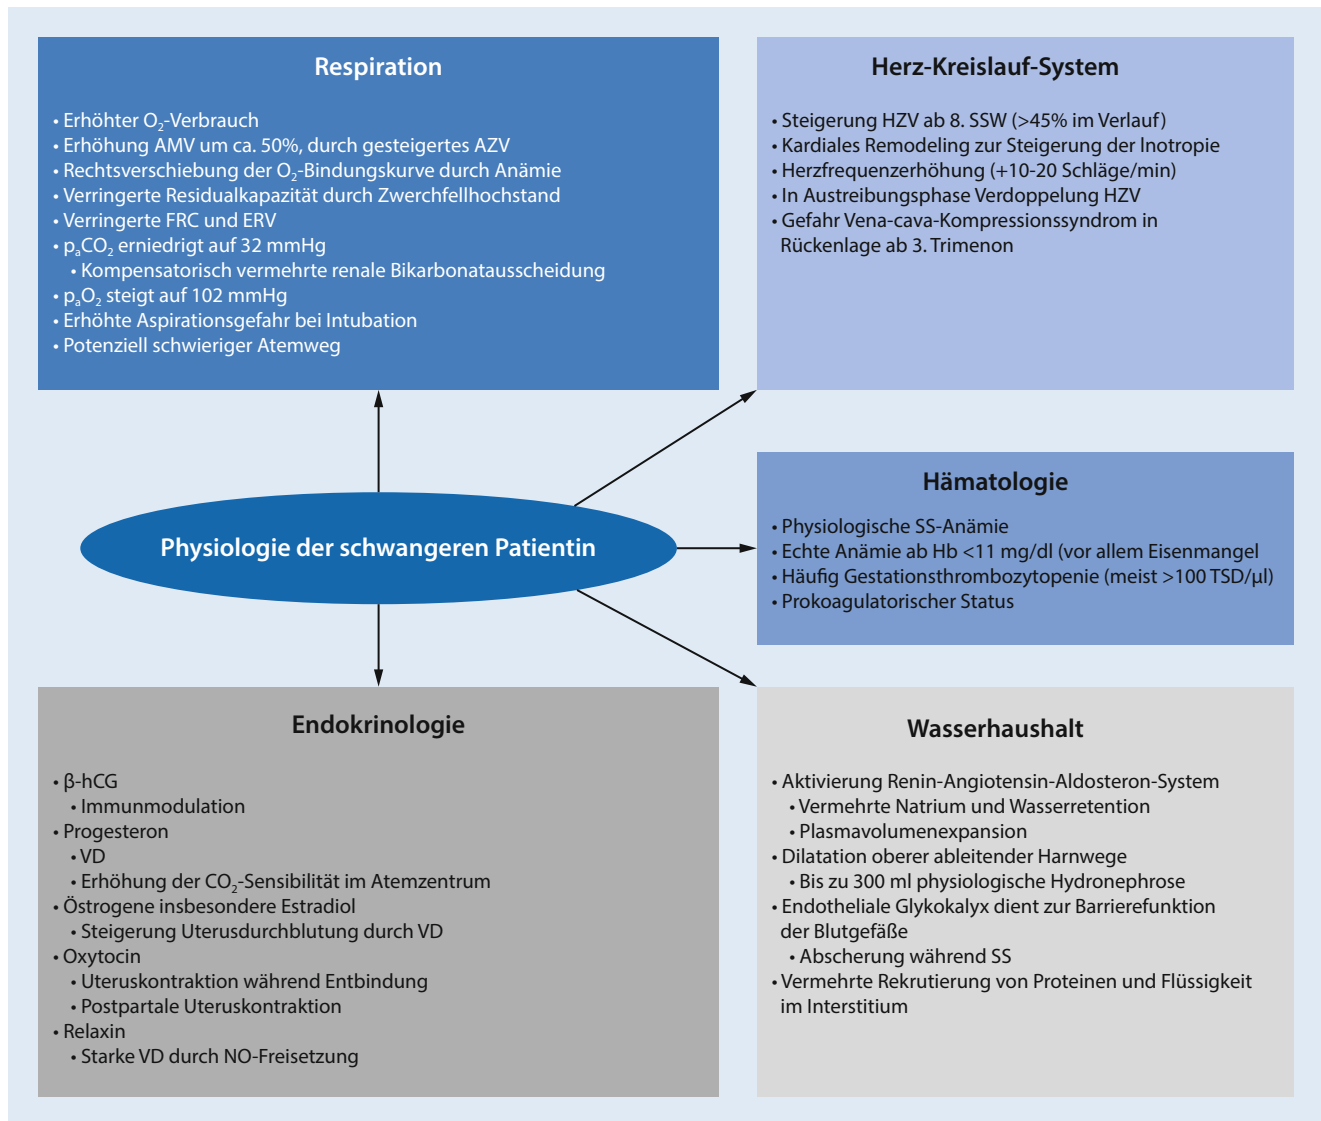 Respiration
• Erhöhter O₂-Verbrauch
• Erhöhung AMV um ca. 50%, durch gesteigertes AZV
• Rechtsverschiebung der O₂-Bindungskurve durch Anämie
• Verringerte Residualkapazität durch Zwerchfellhochstand
• Verringerte FRC und ERV
• pₐCO₂ erniedrigt auf 32 mmHg
• Kompensatorisch vermehrte renale Bikarbonatausscheidung
• pₐO₂ steigt auf 102 mmHg
• Erhöhte Aspirationsgefahr bei Intubation
• Potenziell schwieriger Atemweg
Herz-Kreislauf-System
• Steigerung HZV ab 8. SSW (>45% im Verlauf)
• Kardiales Remodeling zur Steigerung der Inotropie
• Herzfrequenzerhöhung (+10-20 Schläge/min)
• In Austreibungsphase Verdoppelung HZV
• Gefahr Vena-cava-Kompressionssyndrom in
Rückenlage ab 3. Trimenon
Physiologie der schwangeren Patientin
Hämatologie
• Physiologische SS-Anämie
• Echte Anämie ab Hb <11 mg/dl (vor allem Eisenmangel
• Häufig Gestationsthrombozytopenie (meist >100 TSD/µl)
• Prokoagulatorischer Status
Endokrinologie
• β-hCG
• Immunmodulation
• Progesteron
• VD
• Erhöhung der CO₂-Sensibilität im Atemzentrum
• Östrogene insbesondere Estradiol
• Steigerung Uterusdurchblutung durch VD
• Oxytocin
• Uteruskontraktion während Entbindung
• Postpartale Uteruskontraktion
• Relaxin
• Starke VD durch NO-Freisetzung
Wasserhaushalt
• Aktivierung Renin-Angiotensin-Aldosteron-System
• Vermehrte Natrium und Wasserretention
• Plasmavolumenexpansion
• Dilatation oberer ableitender Harnwege
• Bis zu 300 ml physiologische Hydronephrose
• Endotheliale Glykokalyx dient zur Barrierefunktion
der Blutgefäße
• Abscherung während SS
• Vermehrte Rekrutierung von Proteinen und Flüssigkeit
im Interstitium